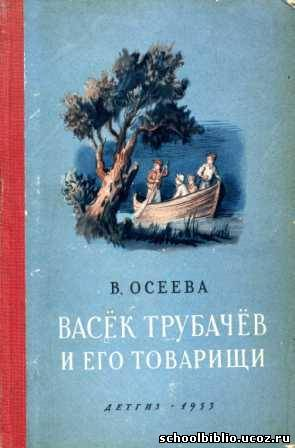 В. ОСЕЕВА
ВАСЁК ТРУБАЧЁВ
И ЕГО ТОВАРИЩИ
ДЕТГИЗ • 1953
schoolbiblio.ucoz.ru